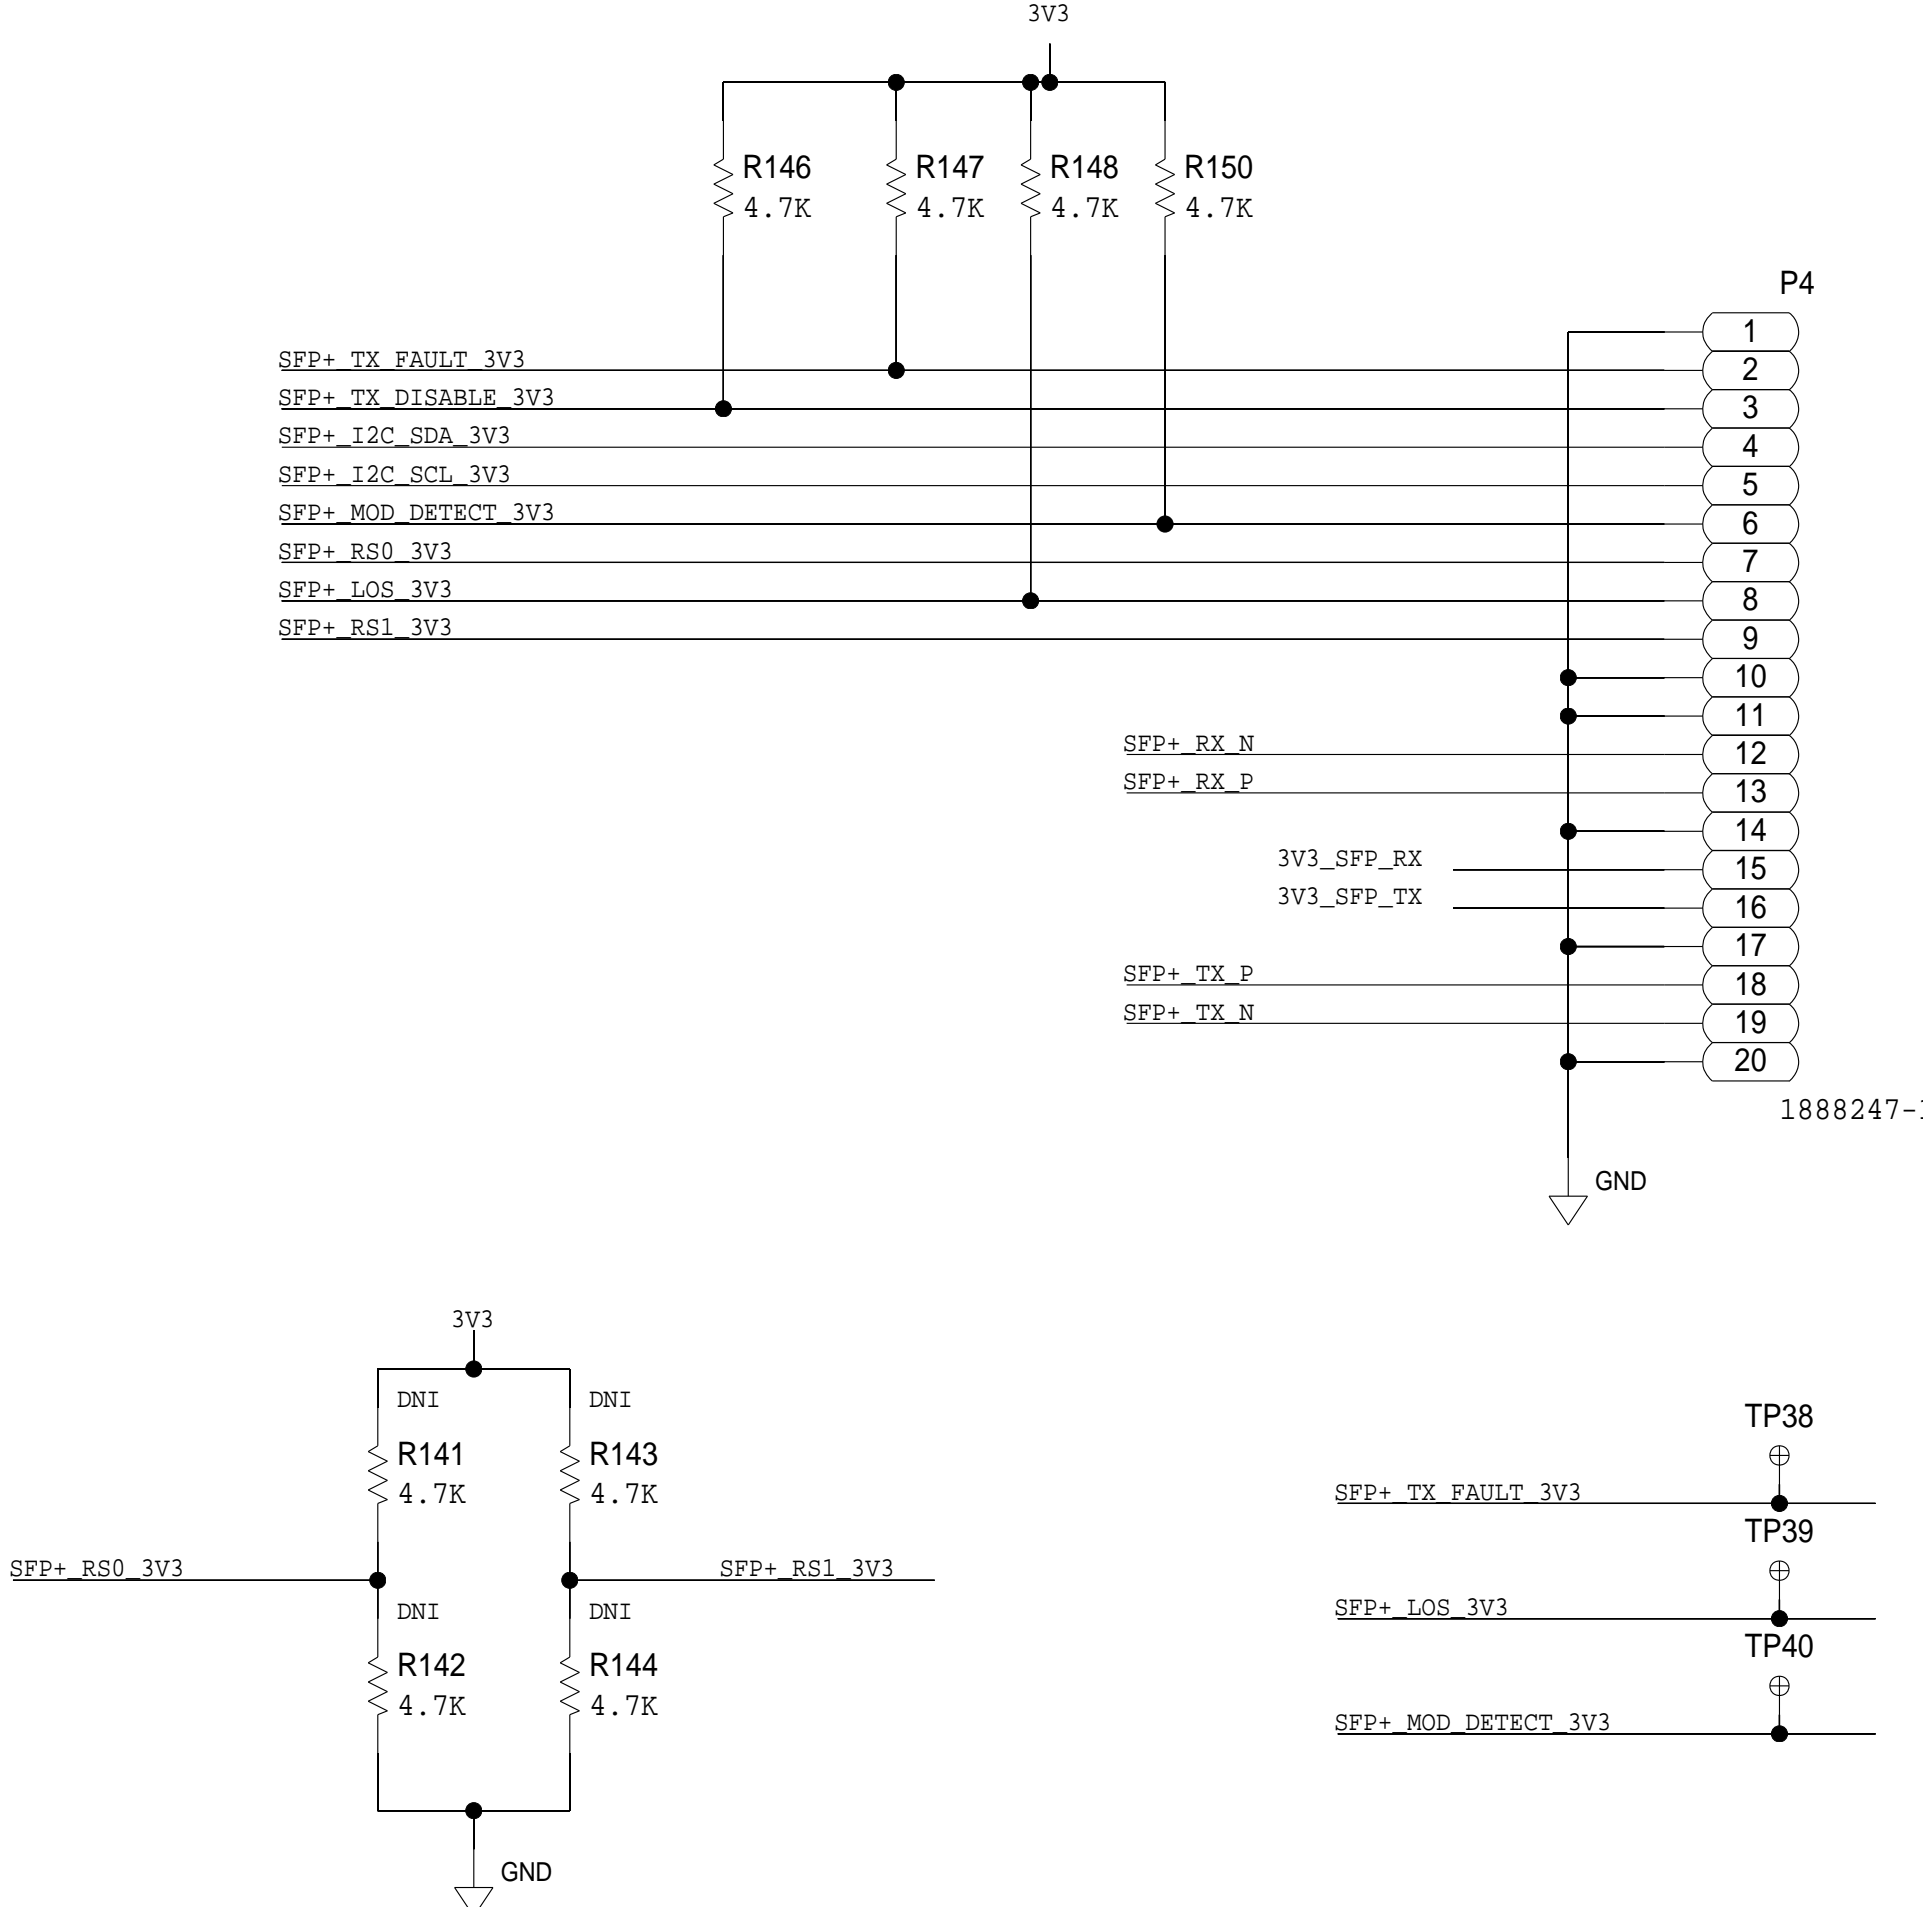 3V3
R146
4.7K
R147
4.7K
R148
4.7K
R150
4.7K
P4
SFP+_TX_FAULT_3V3
SFP+_TX_DISABLE_3V3
SFP+_I2C_SDA_3V3
SFP+_I2C_SCL_3V3
SFP+_MOD_DETECT_3V3
SFP+_RS0_3V3
SFP+_LOS_3V3
SFP+_RS1_3V3
SFP+_RX_N
SFP+_RX_P
3V3_SFP_RX
3V3_SFP_TX
SFP+_TX_P
SFP+_TX_N
1
2
3
4
5
6
7
8
9
10
11
12
13
14
15
16
17
18
19
20
1888247-
GND
3V3
DNI
R141
4.7K
DNI
R143
4.7K
SFP+_RS0_3V3
SFP+_RS1_3V3
DNI
R142
4.7K
DNI
R144
4.7K
GND
TP38
SFP+_TX_FAULT_3V3
TP39
SFP+_LOS_3V3
TP40
SFP+_MOD_DETECT_3V3